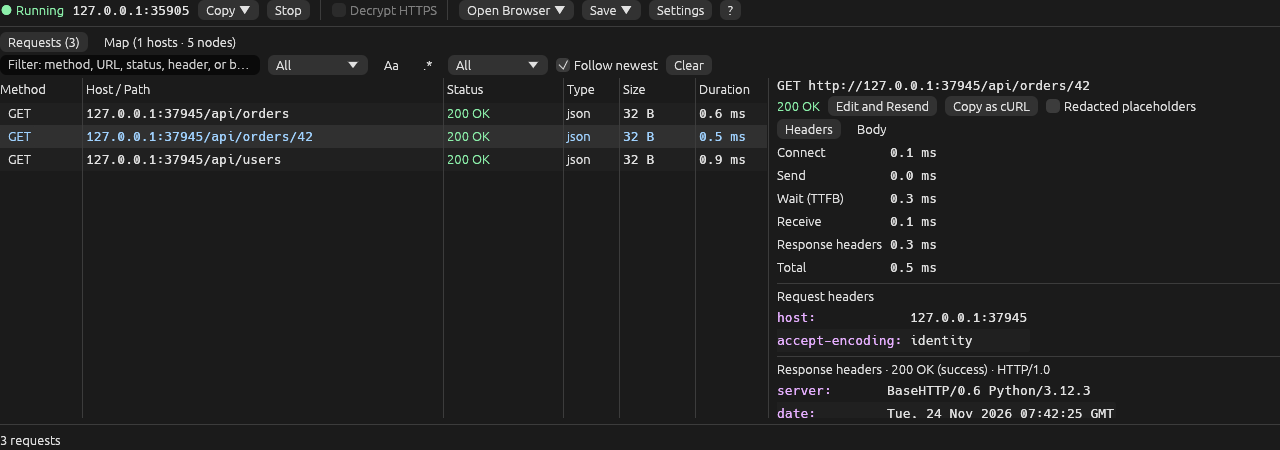 Running 127.0.0.1:35905 Copy ▼ Stop Decrypt HTTPS Open Browser ▼ Save ▼ Settings ?
Requests (3) Map (1 hosts · 5 nodes)
Filter: method, URL, status, header, or b... All ▼ Aa .* All ▼ Follow newest Clear
Method Host / Path Status Type Size Duration
GET 127.0.0.1:37945/api/orders 200 OK json 32 B 0.6 ms
GET 127.0.0.1:37945/api/orders/42 200 OK json 32 B 0.5 ms
GET 127.0.0.1:37945/api/users 200 OK json 32 B 0.9 ms
GET http://127.0.0.1:37945/api/orders/42
200 OK Edit and Resend Copy as cURL Redacted placeholders
Headers Body
Connect 0.1 ms
Send 0.0 ms
Wait (TTFB) 0.3 ms
Receive 0.1 ms
Response headers 0.3 ms
Total 0.5 ms
Request headers
host: 127.0.0.1:37945
accept-encoding: identity
Response headers · 200 OK (success) · HTTP/1.0
server: BaseHTTP/0.6 Python/3.12.3
date: Tue, 24 Nov 2026 07:42:25 GMT
3 requests